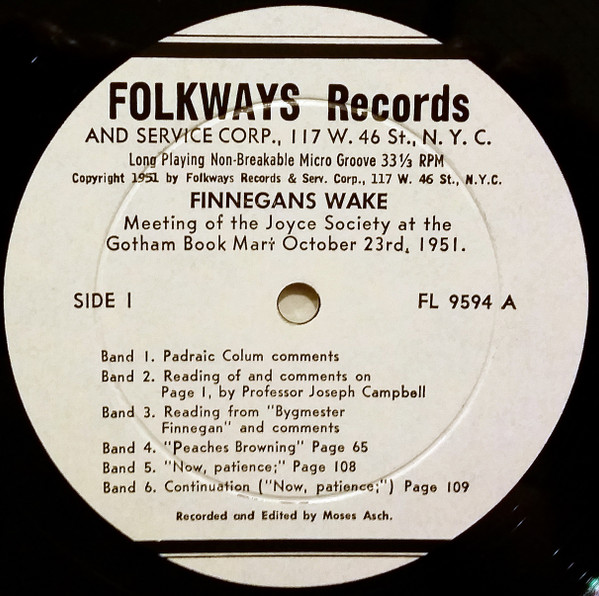 FOLKWAYS Records
AND SERVICE CORP., 117 W. 46 St., N. Y. C.
Long Playing Non-Breakable Micro Groove 33⅓ RPM
Copyright 1951 by Folkways Records & Serv. Corp., 117 W. 46 St., N.Y.C.
FINNEGANS WAKE
Meeting of the Joyce Society at the
Gotham Book Mart October 23rd, 1951.
SIDE I
FL 9594 A
Band 1. Padraic Colum comments
Band 2. Reading of and comments on
Page 1, by Professor Joseph Campbell
Band 3. Reading from "Bygmester
Finnegan" and comments
Band 4. "Peaches Browning" Page 65
Band 5. "Now, patience;" Page 108
Band 6. Continuation ("Now, patience;") Page 109
Recorded and Edited by Moses Asch.